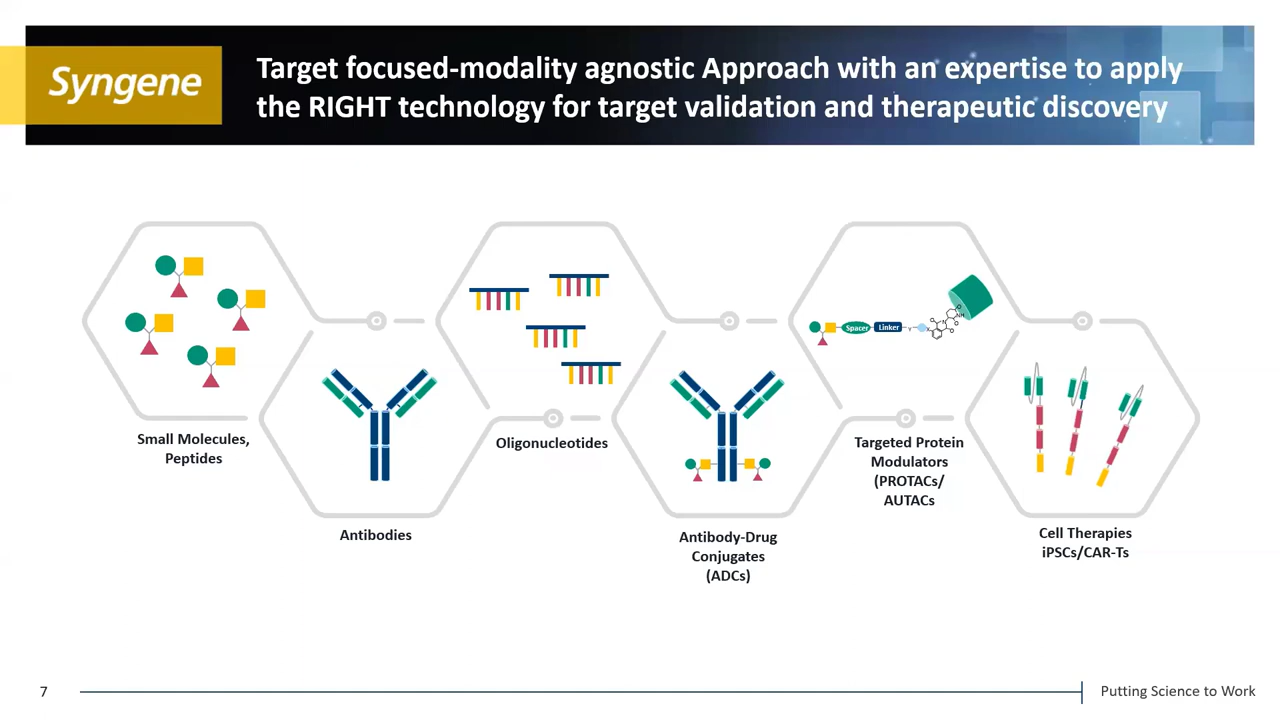 Syngene
Target focused-modality agnostic Approach with an expertise to apply
the RIGHT technology for target validation and therapeutic discovery
Small Molecules,
Peptides
Antibodies
Oligonucleotides
Antibody-Drug
Conjugates
(ADCs)
Spacer
Linker
Targeted Protein
Modulators
(PROTACs/
AUTACs
Cell Therapies
iPSCs/CAR-Ts
7
Putting Science to Work